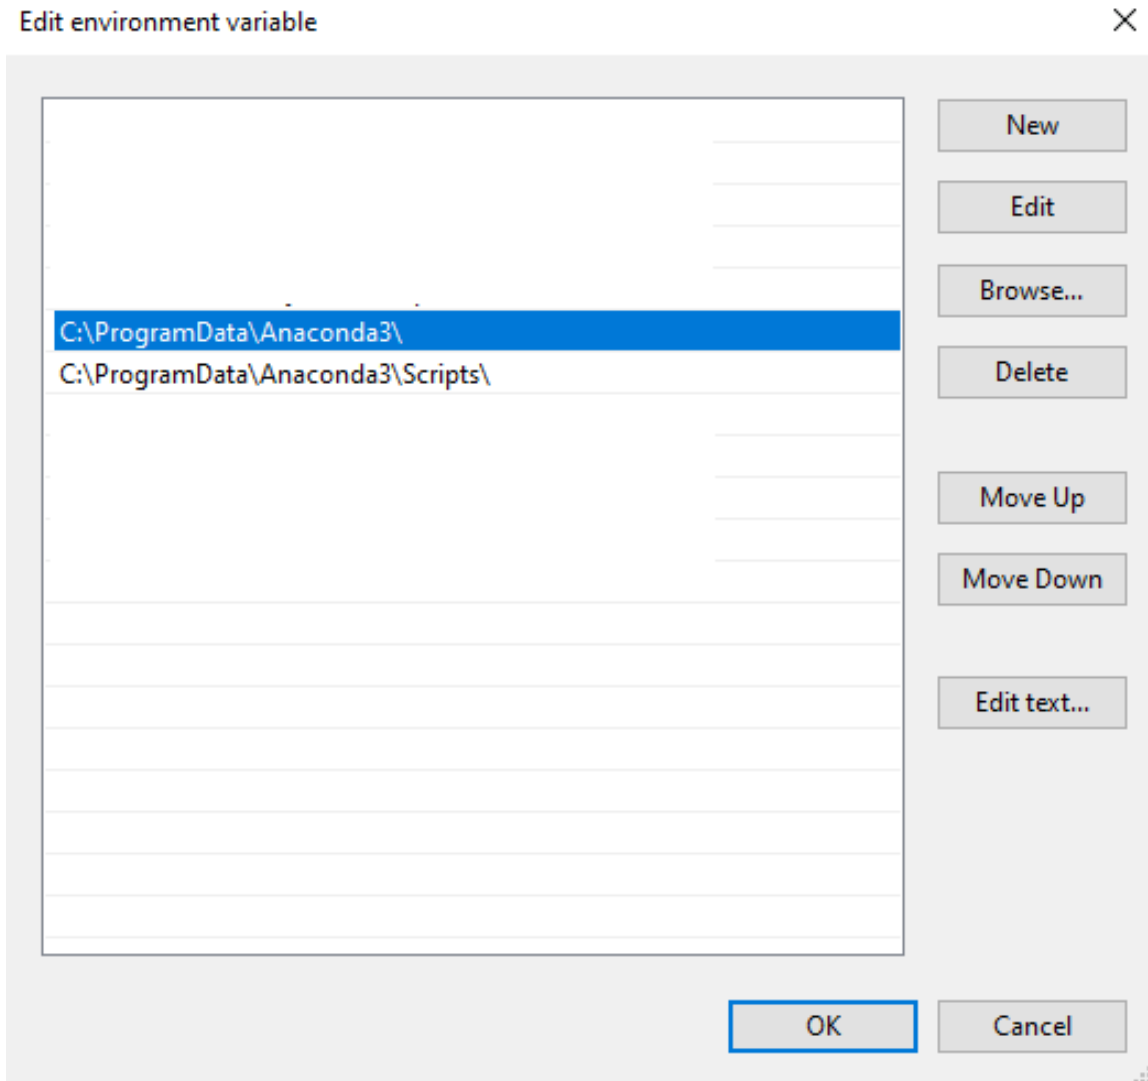 Edit environment variable
New
Edit
Browse...
C:\ProgramData\Anaconda3\
C:\ProgramData\Anaconda3\Scripts\
Delete
Move Up
Move Down
Edit text...
OK
Cancel